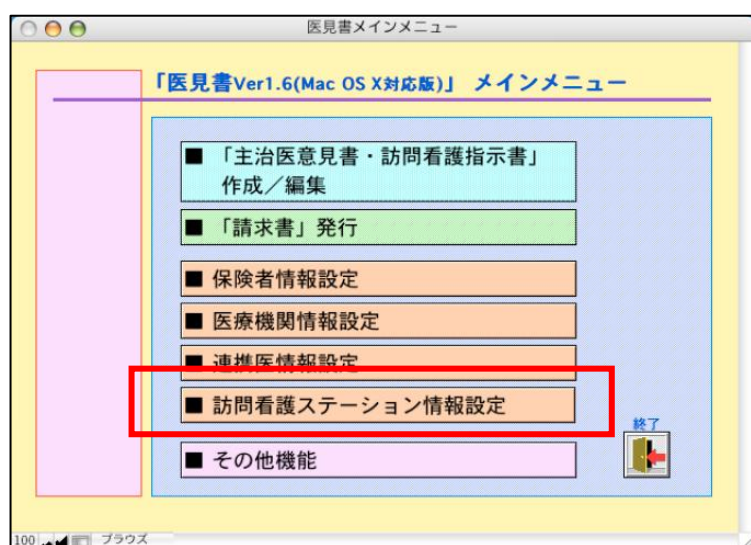 医見書メインメニュー
「医見書Ver1.6(Mac OS X対応版)」 メインメニュー
■ 「主治医意見書・訪問看護指示書」
作成／編集
■ 「請求書」発行
■ 保険者情報設定
■ 医療機関情報設定
■ 連携医情報設定
■ 訪問看護ステーション情報設定
終了
■ その他機能
100 ブラウズ